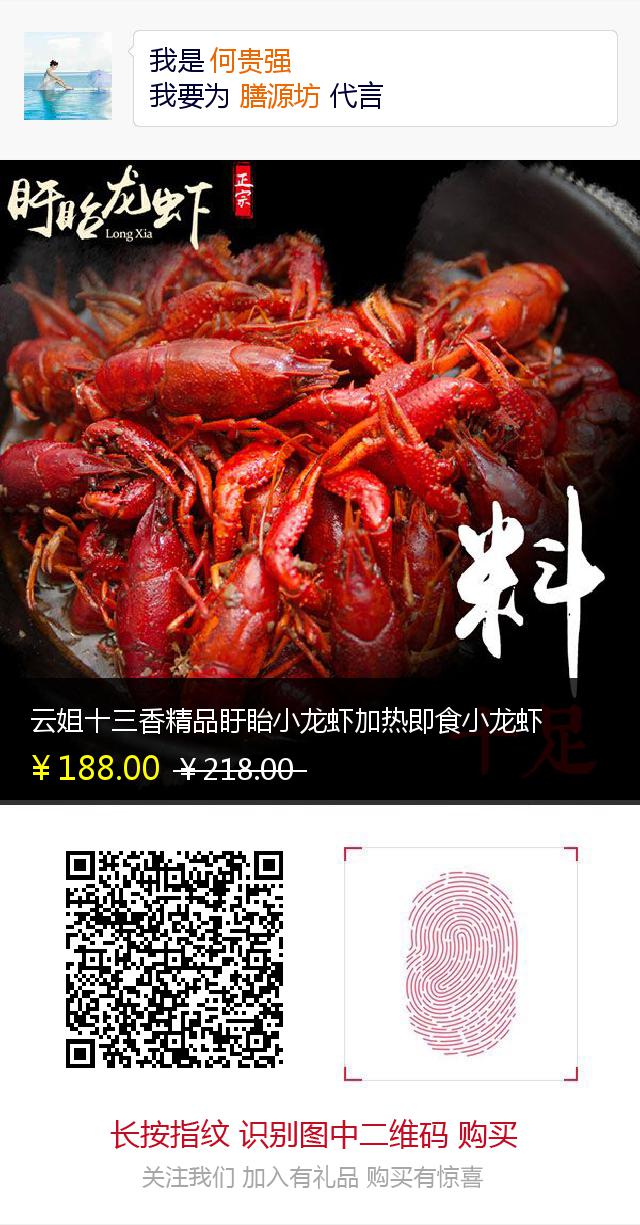 我是 何贵强
我要为 膳源坊 代言
盱眙龙虾
正宗
Long Xia
料
十足
云姐十三香精品盱眙小龙虾加热即食小龙虾
￥188.00 ￥218.00
长按指纹 识别图中二维码 购买
关注我们 加入有礼品 购买有惊喜